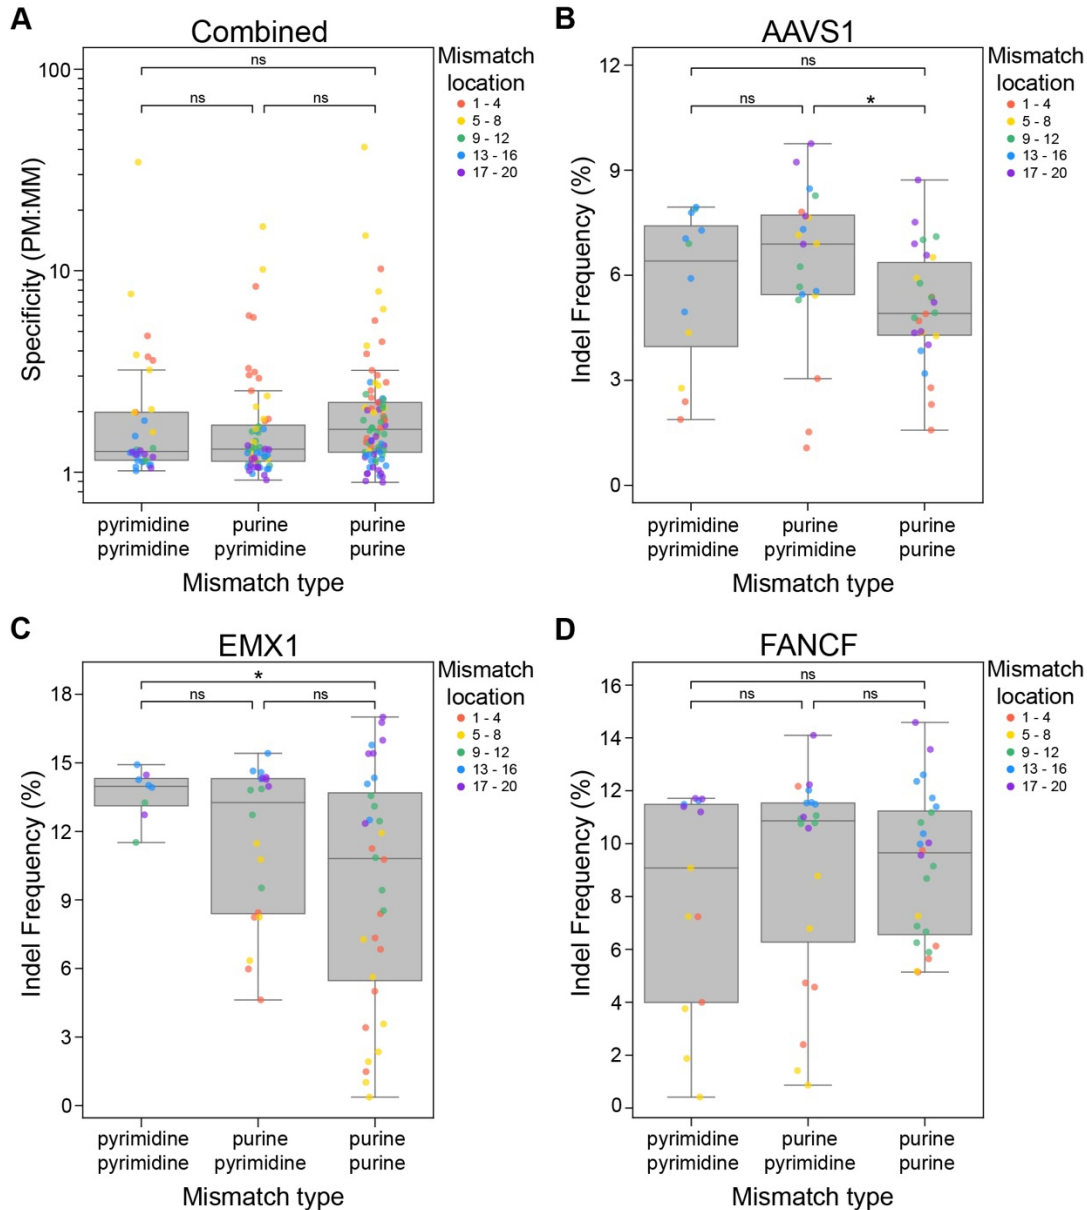 A
Combined
Specificity (PM:MM)
100
10
1
ns
ns
ns
pyrimidine
pyrimidine
purine
pyrimidine
purine
purine
Mismatch type
Mismatch
location
1 - 4
5 - 8
9 - 12
13 - 16
17 - 20
B
AAVS1
Indel Frequency (%)
12
9
6
3
0
ns
ns
*
pyrimidine
pyrimidine
purine
pyrimidine
purine
purine
Mismatch type
Mismatch
location
1 - 4
5 - 8
9 - 12
13 - 16
17 - 20
C
EMX1
Indel Frequency (%)
18
15
12
9
6
3
0
*
ns
ns
pyrimidine
pyrimidine
purine
pyrimidine
purine
purine
Mismatch type
Mismatch
location
1 - 4
5 - 8
9 - 12
13 - 16
17 - 20
D
FANCF
Indel Frequency (%)
16
14
12
10
8
6
4
2
0
ns
ns
ns
pyrimidine
pyrimidine
purine
pyrimidine
purine
purine
Mismatch type
Mismatch
location
1 - 4
5 - 8
9 - 12
13 - 16
17 - 20